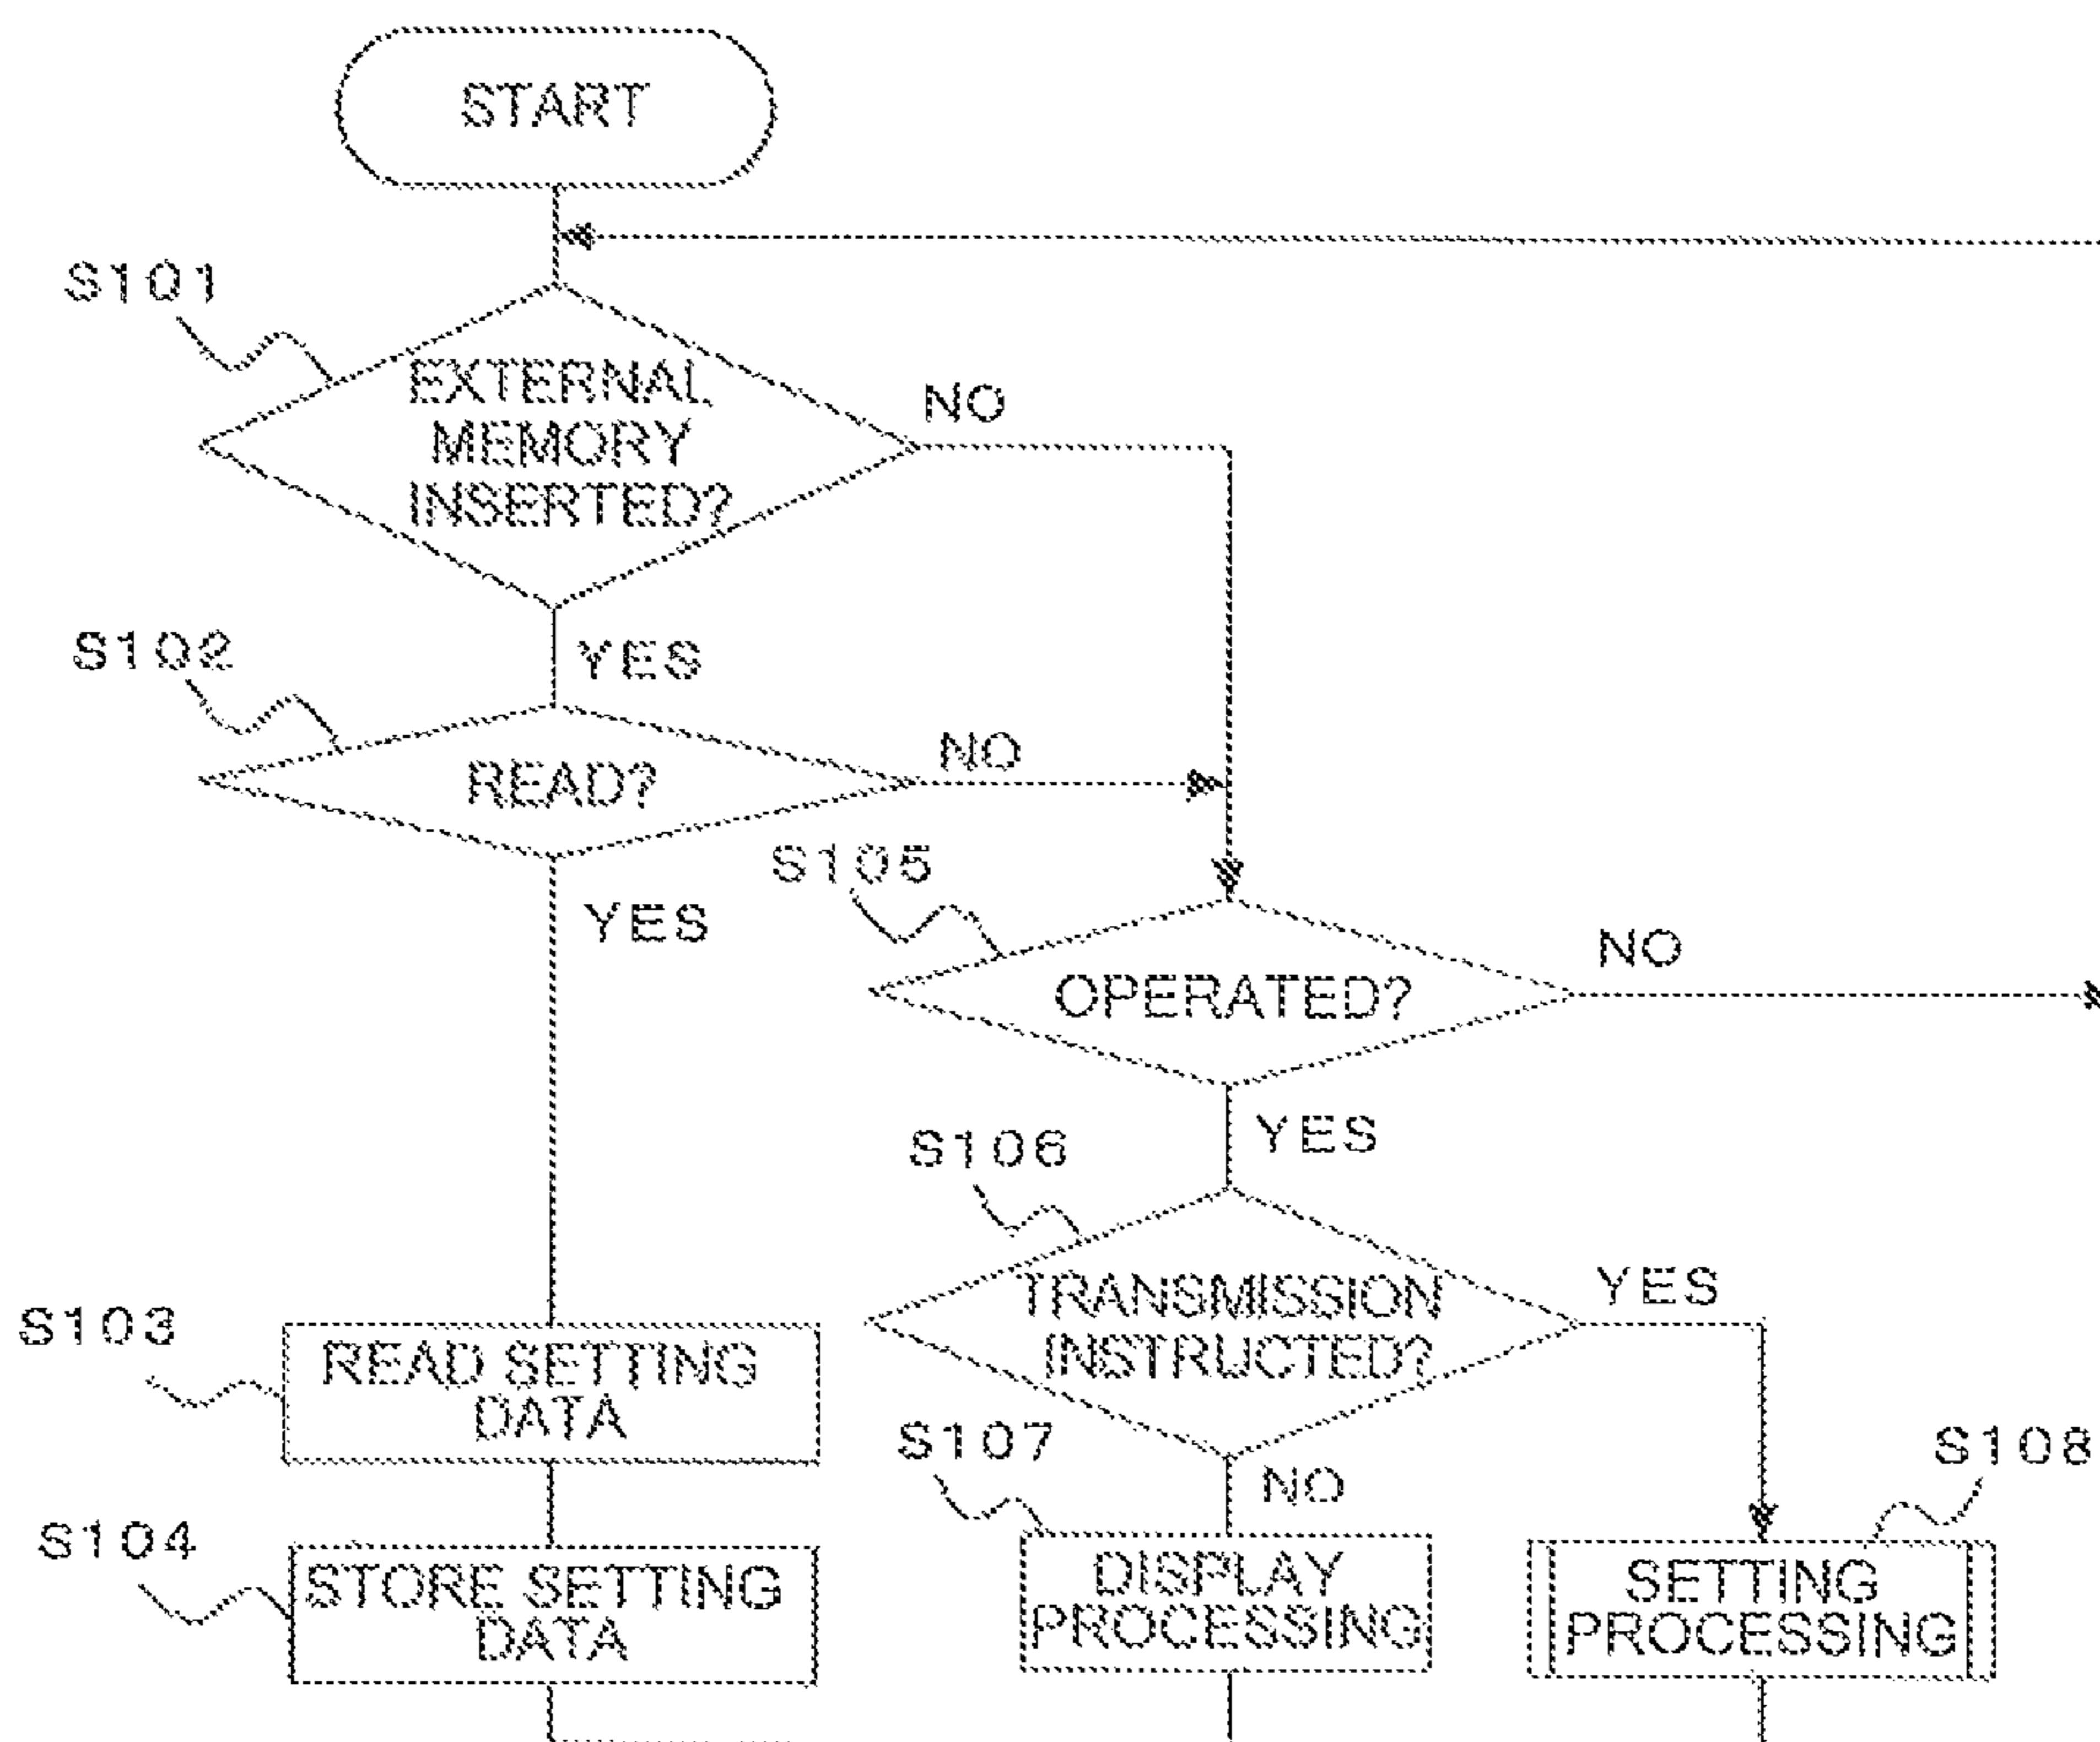 START
S101
EXTERNAL
MEMORY
INSERTED?
NO
YES
S102
READ?
NO
YES
S105
OPERATED?
NO
YES
S106
TRANSMISSION
INSTRUCTED?
YES
NO
S103
READ SETTING
DATA
S104
STORE SETTING
DATA
S107
DISPLAY
PROCESSING
S108
SETTING
PROCESSING